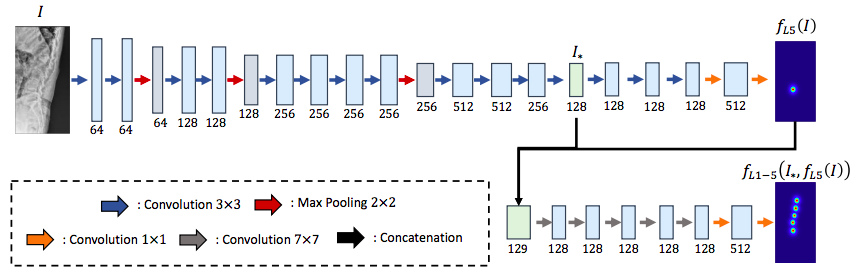 I
I* 
f_L5(I)
64 64 64 128 128 128 256 256 256 256 256 512 512 256 128 128 128 128 512
f_L1-5(I*, f_L5(I))
: Convolution 3×3 : Max Pooling 2×2
: Convolution 1×1 : Convolution 7×7 : Concatenation
129 128 128 128 128 128 512